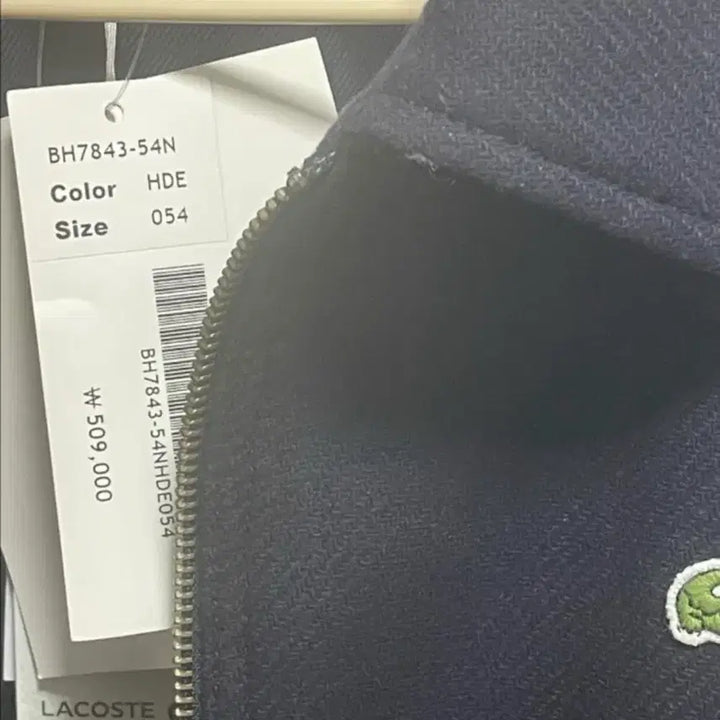 BH7843-54N
Color HDE
Size 054
BH7843-54NHDE054
₩ 509,000
LACOSTE